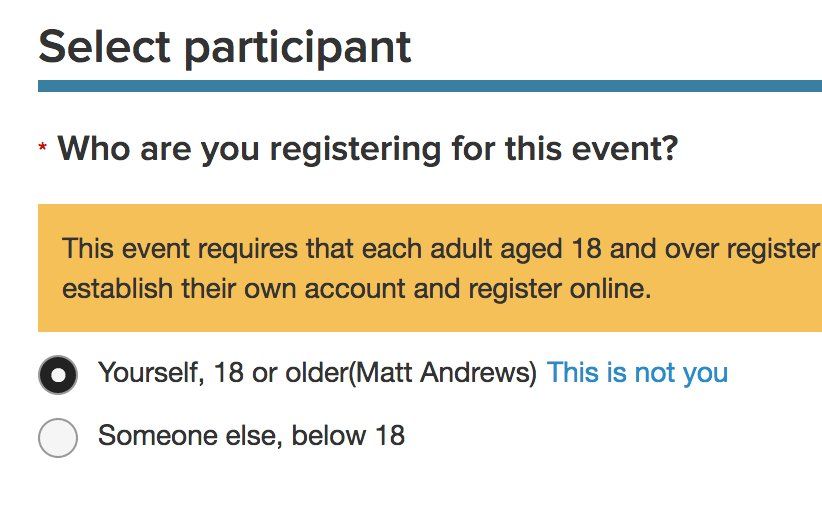 Select participant
* Who are you registering for this event?
This event requires that each adult aged 18 and over register
establish their own account and register online.
Yourself, 18 or older(Matt Andrews) This is not you
Someone else, below 18